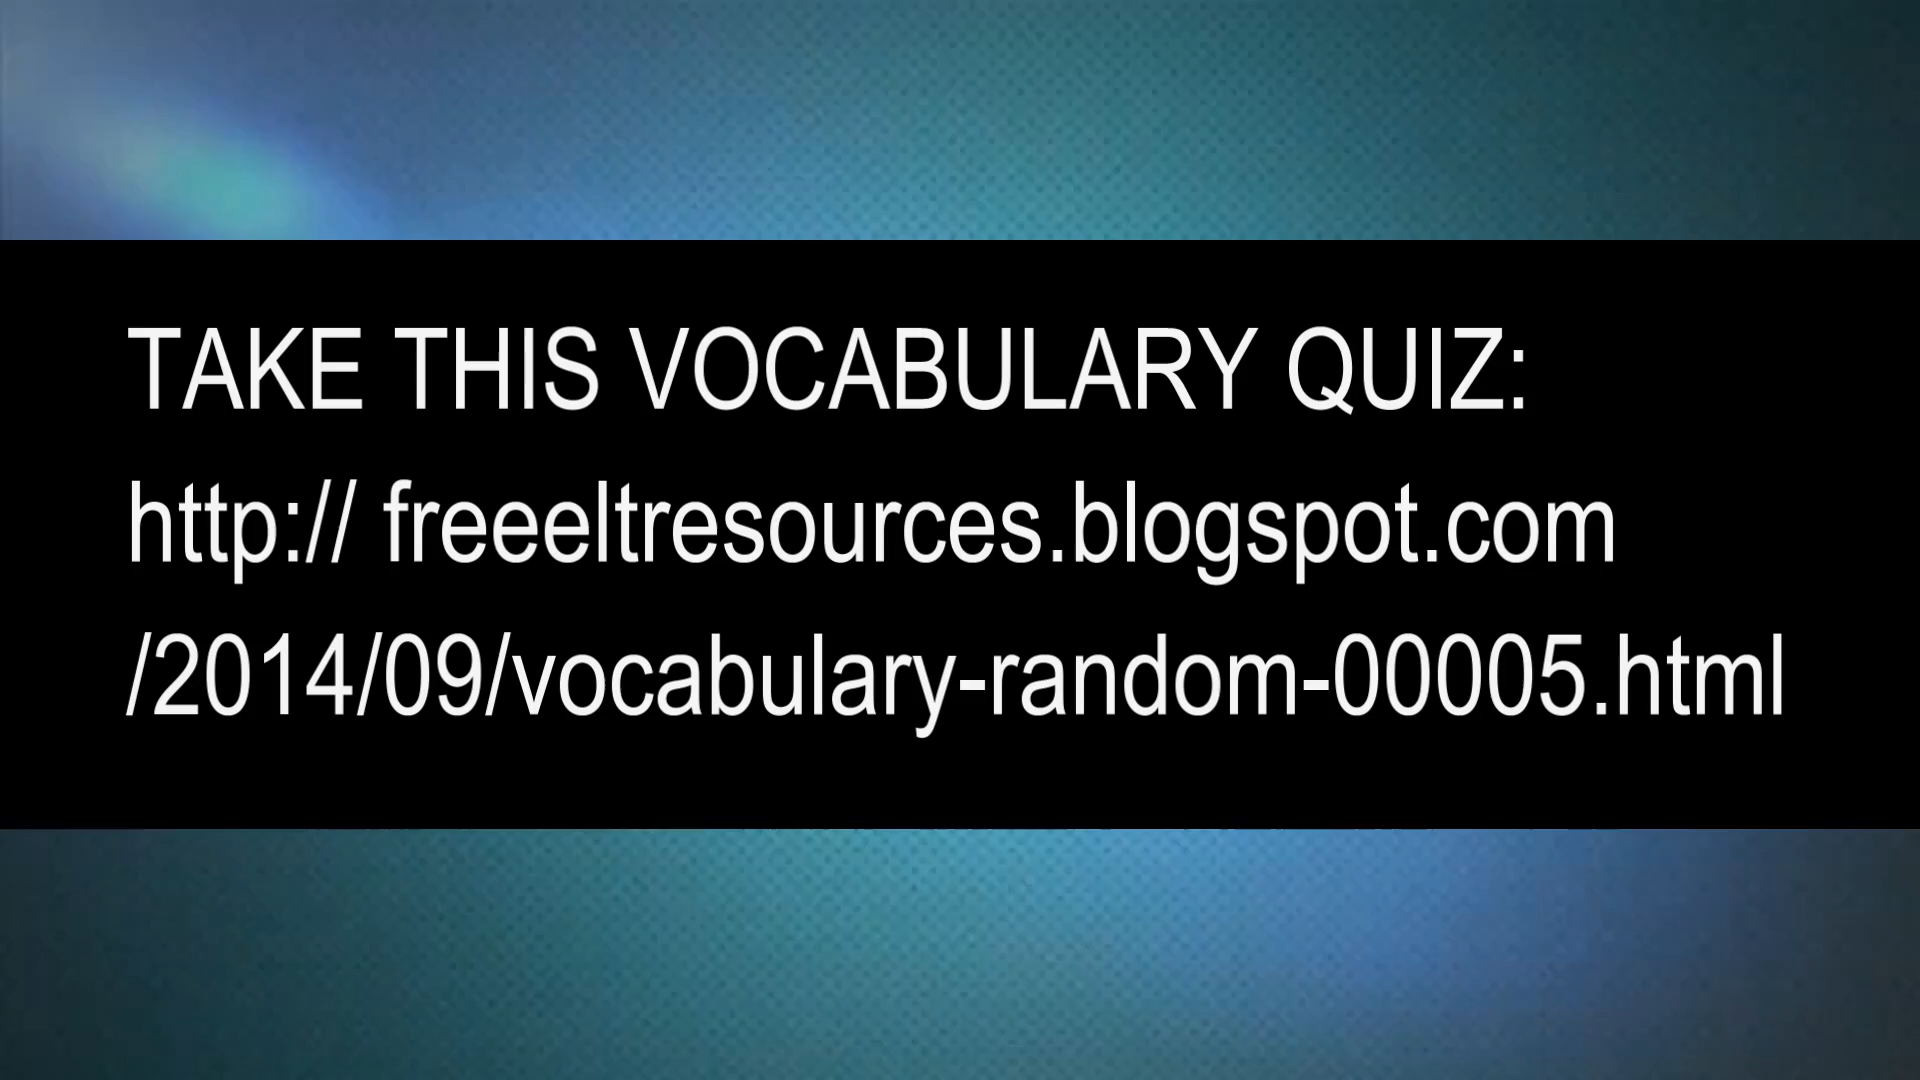 TAKE THIS VOCABULARY QUIZ:
http:// freeeltresources.blogspot.com
/2014/09/vocabulary-random-00005.html